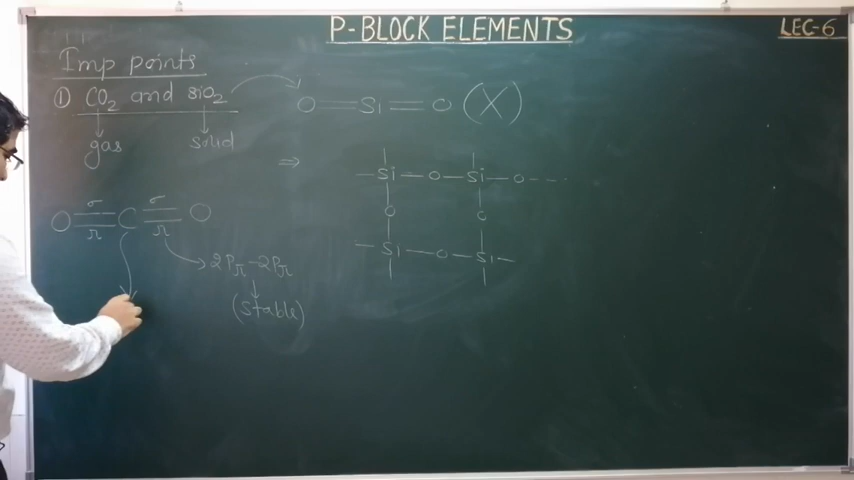 P-BLOCK ELEMENTS
LEC-6
Imp points
① CO₂ and SiO₂
gas
solid
O=Si=O (X)
⇒
–Si–O–Si–O----
O O
–Si–O–Si–
σ σ
O=C=O
π π
2Pπ-2Pπ
(stable)